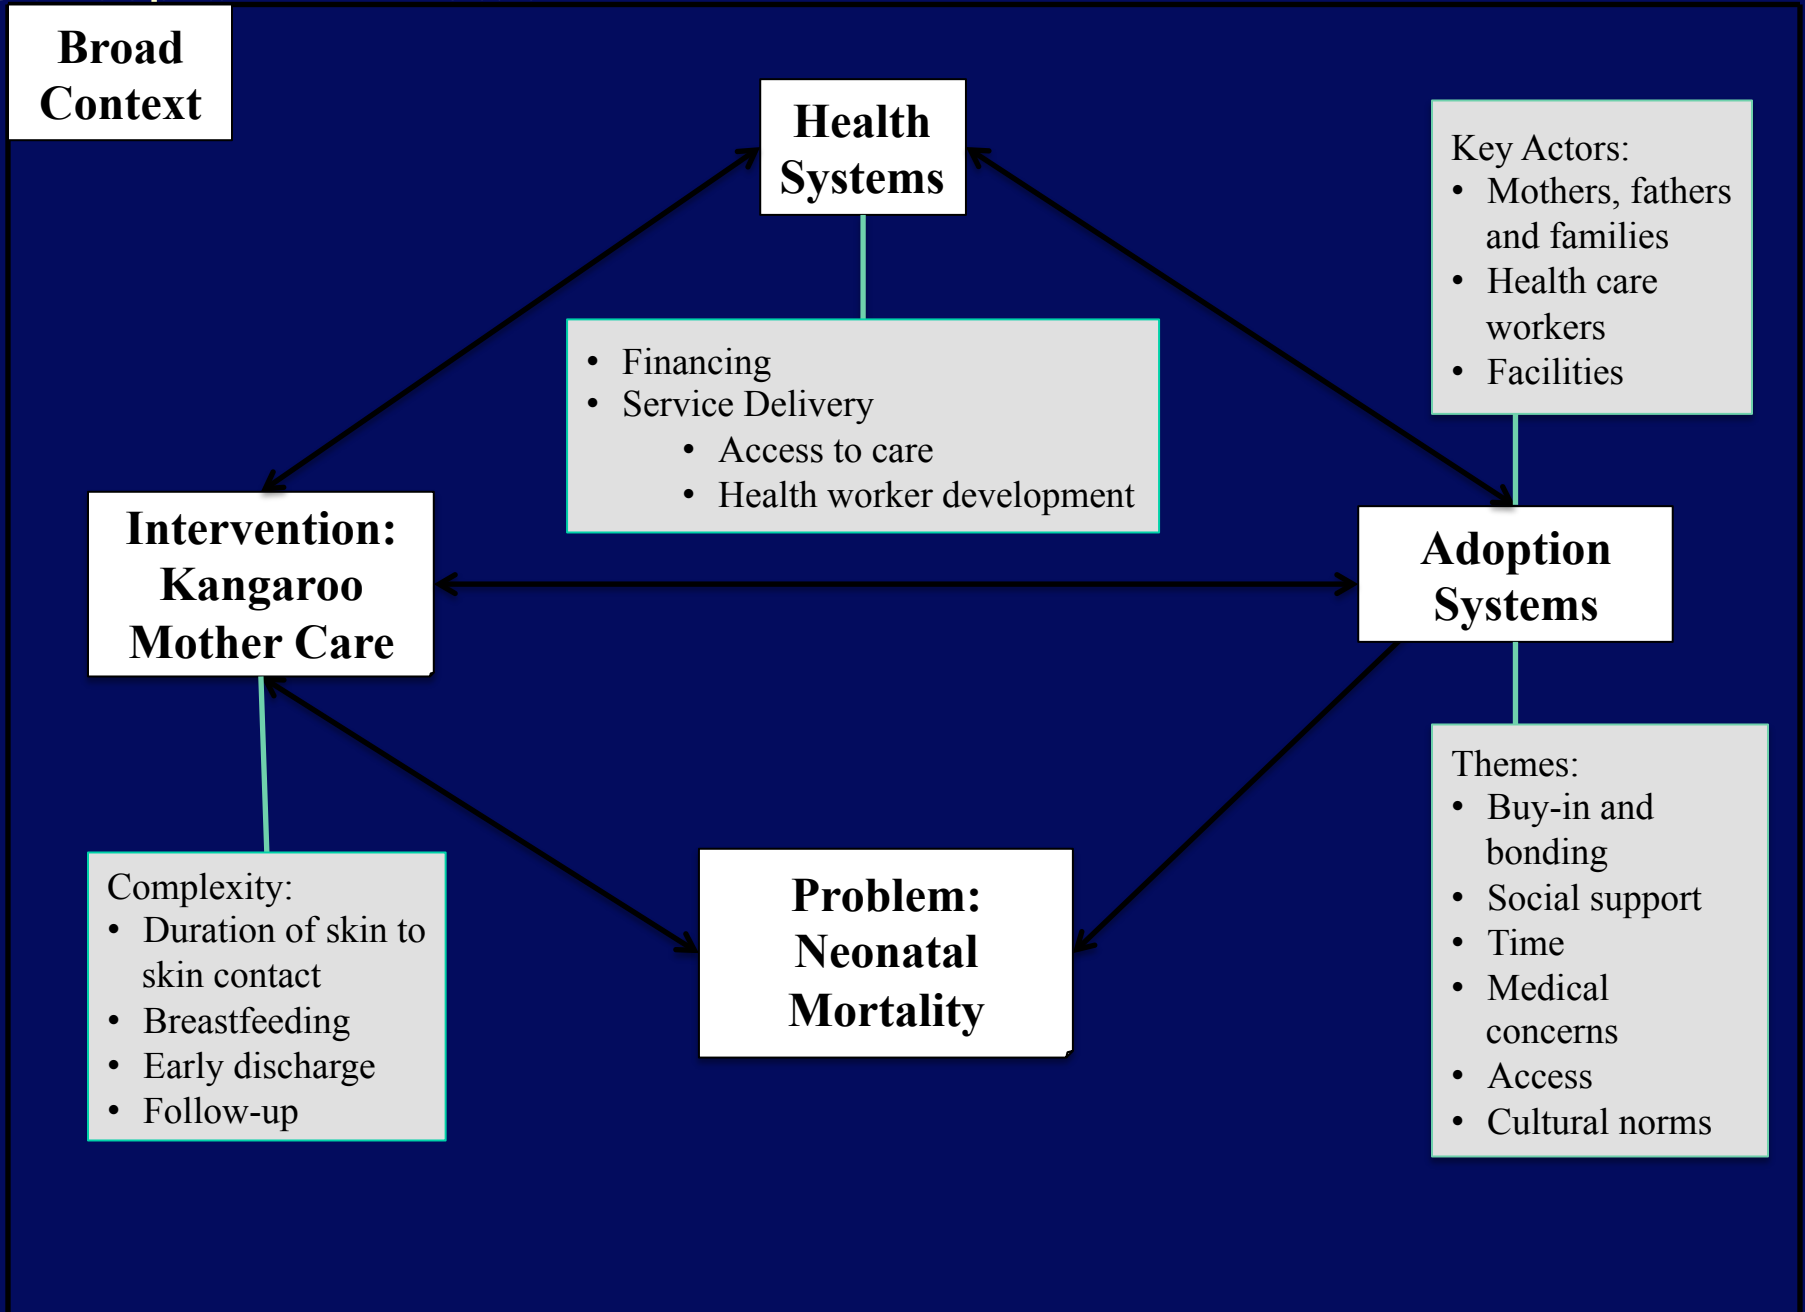 Broad
Context
Health
Systems
Key Actors:
• Mothers, fathers
and families
• Health care
workers
• Facilities
• Financing
• Service Delivery
• Access to care
• Health worker development
Intervention:
Kangaroo
Mother Care
Adoption
Systems
Complexity:
• Duration of skin to
skin contact
• Breastfeeding
• Early discharge
• Follow-up
Problem:
Neonatal
Mortality
Themes:
• Buy-in and
bonding
• Social support
• Time
• Medical
concerns
• Access
• Cultural norms